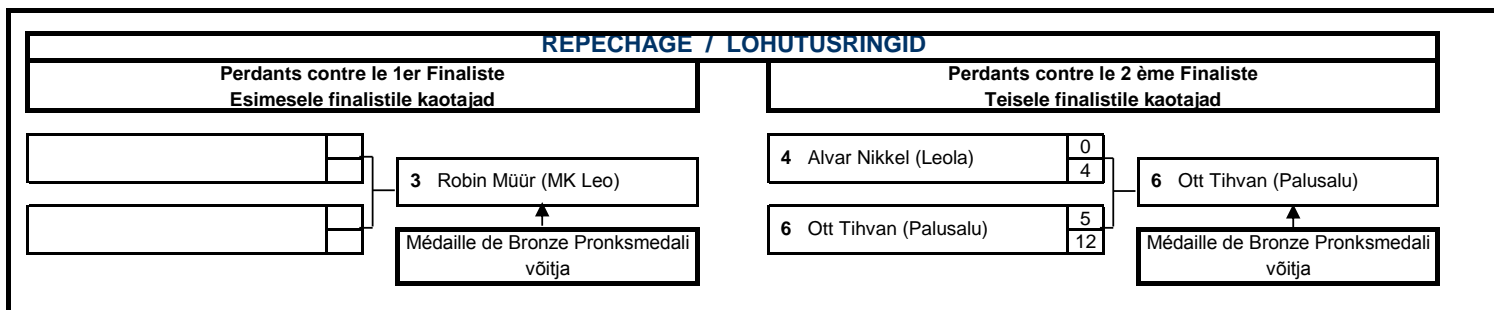 REPECHAGE / LOHUTUSRINGID
Perdants contre le 1er Finaliste
Esimesele finalistile kaotajad
3 Robin Müür (MK Leo)
Médaille de Bronze Pronksmedali
võitja
Perdants contre le 2 ème Finaliste
Teisele finalistile kaotajad
4 Alvar Nikkel (Leola)
0
4
6 Ott Tihvan (Palusalu)
5
12
6 Ott Tihvan (Palusalu)
Médaille de Bronze Pronksmedali
võitja